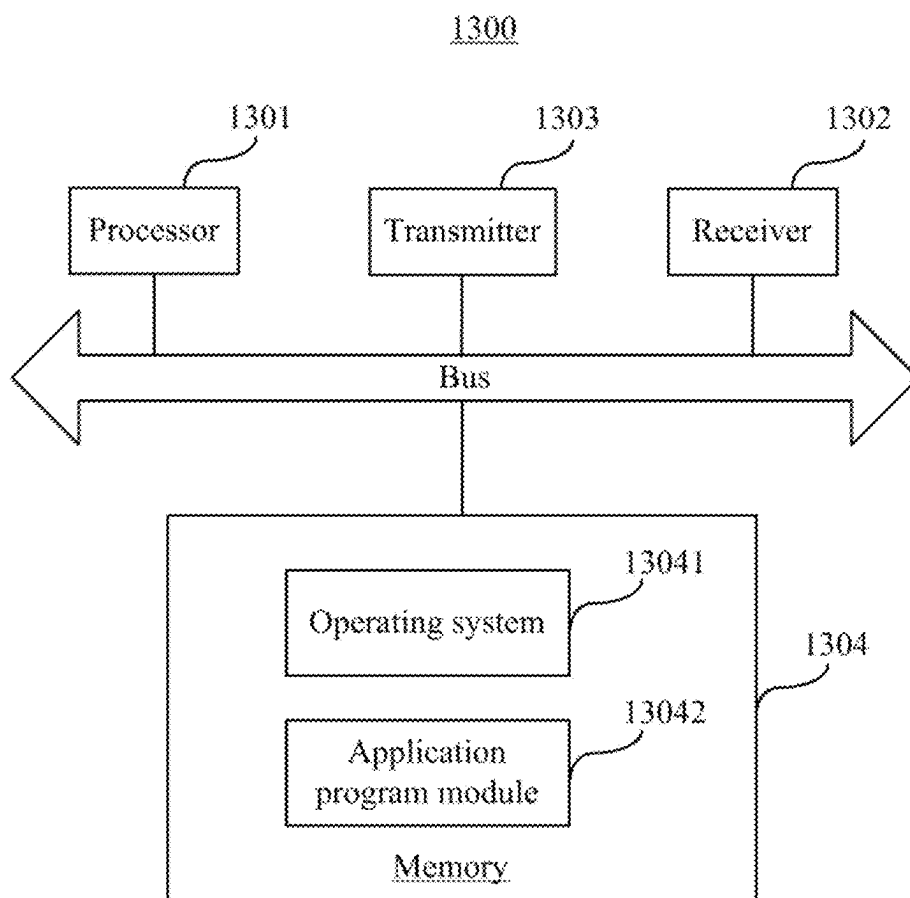 1300
1301
1303
1302
Processor
Transmitter
Receiver
Bus
13041
Operating system
1304
13042
Application
program module
Memory